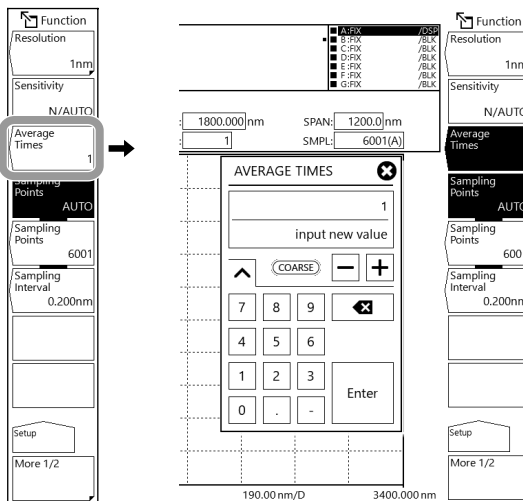 Function
Resolution
1nm
Sensitivity
N/AUTO
Average
Times
1
Sampling
Points
AUTO
Sampling
Points
6001
Sampling
Interval
0.200nm
Setup
More 1/2
A:FIX /DSP
B:FIX /BLK
C:FIX /BLK
D:FIX /BLK
E:FIX /BLK
F:FIX /BLK
G:FIX /BLK
: 1800.000 nm SPAN: 1200.0 nm
: 1 SMPL: 6001(A)
AVERAGE TIMES
1
input new value
COARSE
7 8 9
4 5 6
1 2 3
Enter
0 . -
190.00 nm/D 3400.000 nm
Function
Resolution
1nm
Sensitivity
N/AUTO
Average
Times
Sampling
Points
AUTO
Sampling
Points
600
Sampling
Interval
0.200nm
Setup
More 1/2